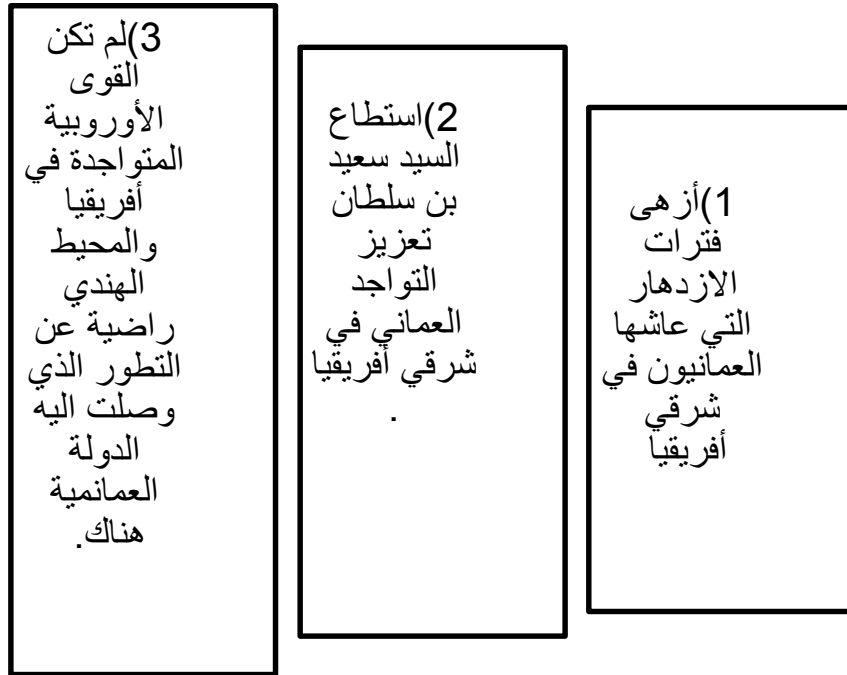 1)أزهى
فترات
الازدهار
التي عاشها
العمانيون في
شرقي
أفريقيا
2)استطاع
السيد سعيد
بن سلطان
تعزيز
التواجد
العماني في
شرقي أفريقيا
.
3)لم تكن
القوى
الأوروبية
المتواجدة في
أفريقيا
والمحيط
الهندي
راضية عن
التطور الذي
وصلت اليه
الدولة
العمانمية
هناك.